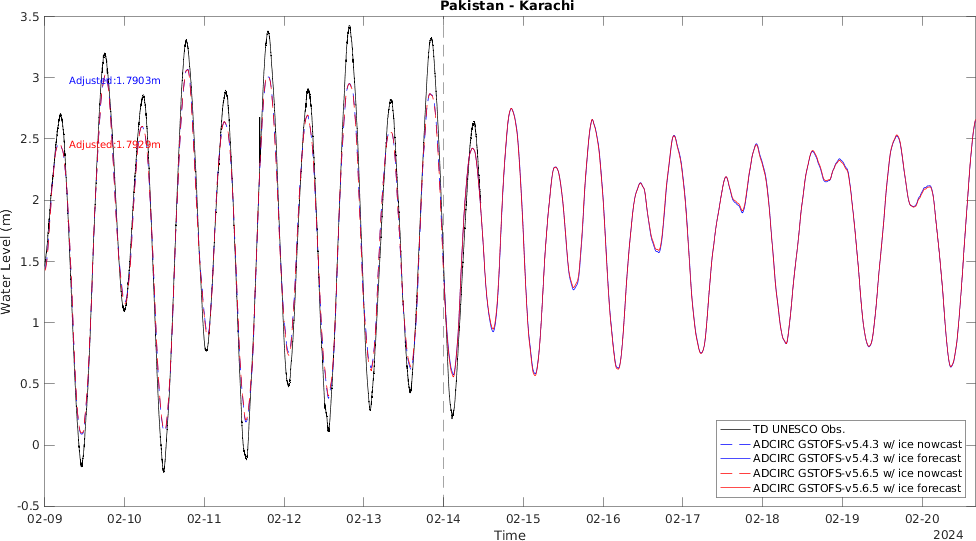 Pakistan - Karachi
3.5
3
2.5
2
1.5
1
0.5
0
-0.5
Water Level (m)
Adjusted:1.7903m
Adjusted:1.7929m
TD UNESCO Obs.
ADCIRC GSTOFS-v5.4.3 w/ ice nowcast
ADCIRC GSTOFS-v5.4.3 w/ ice forecast
ADCIRC GSTOFS-v5.6.5 w/ ice nowcast
ADCIRC GSTOFS-v5.6.5 w/ ice forecast
02-09 02-10 02-11 02-12 02-13 02-14 02-15 02-16 02-17 02-18 02-19 02-20
Time
2024